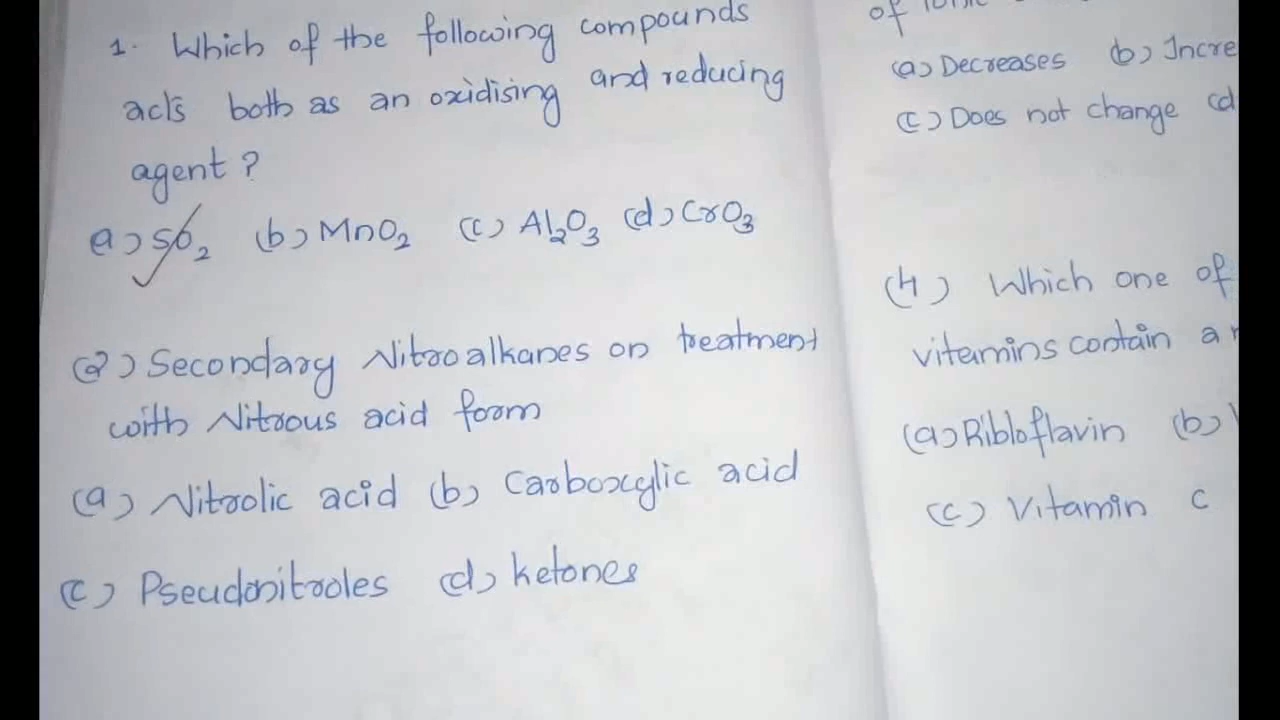 1. Which of the following compounds
acts both as an oxidising and reducing
agent ?
(a) SO2 (b) MnO2 (c) Al2O3 (d) CrO3
(2) Secondary Nitroalkanes on treatment
with Nitrous acid form
(a) Nitrolic acid (b) Carboxylic acid
(c) Pseudonitroles (d) ketones
of
(a) Decreases (b) Incre
(c) Does not change (d
(4) Which one of
vitamins contain a
(a) Ribloflavin (b)
(c) Vitamin C